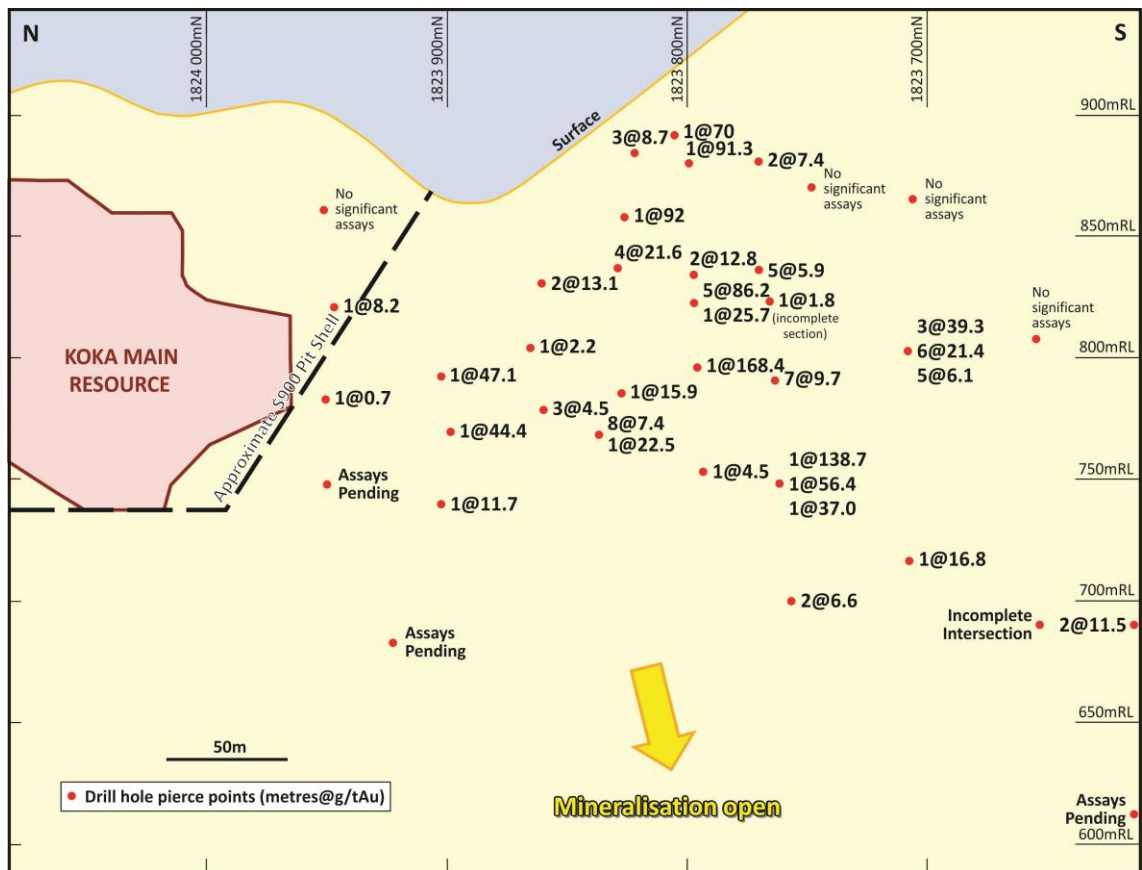 N
S
1824 000mN
1823 900mN
1823 800mN
1823 700mN
900mRL
Surface
3@8.7
1@70
1@91.3
2@7.4
No
significant
assays
No
significant
assays
No
significant
assays
850mRL
1@92
4@21.6
2@12.8
5@5.9
2@13.1
5@86.2
1@25.7
1@1.8
(incomplete
section)
1@8.2
No
significant
assays
3@39.3
6@21.4
5@6.1
800mRL
KOKA MAIN
RESOURCE
Approximate S900 Pit Shell
1@2.2
1@47.1
1@168.4
7@9.7
1@0.7
1@15.9
3@4.5
1@44.4
8@7.4
1@22.5
1@138.7
1@56.4
1@37.0
1@4.5
750mRL
Assays
Pending
1@11.7
1@16.8
2@6.6
700mRL
Incomplete
Intersection
2@11.5
Assays
Pending
650mRL
50m
Drill hole pierce points (metres@g/tAu)
Mineralisation open
Assays
Pending
600mRL